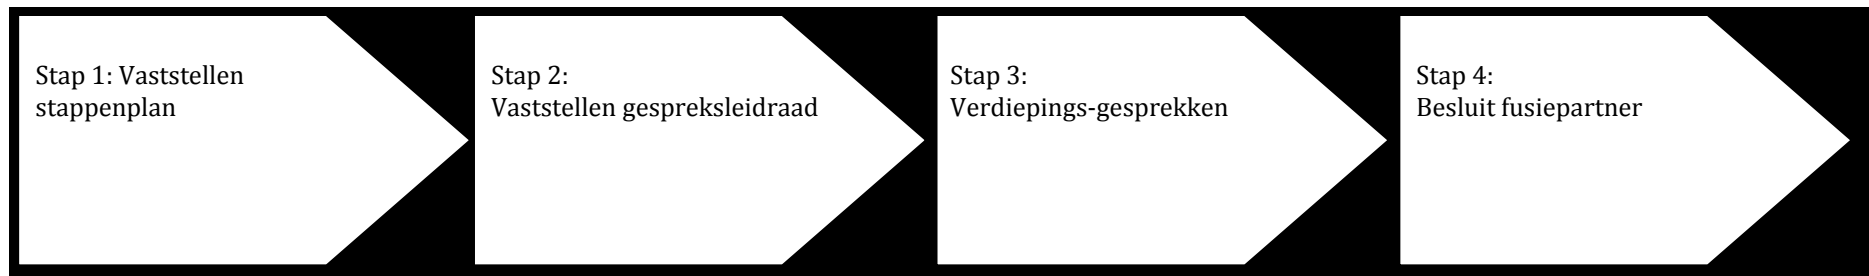 Stap 1: Vaststellen
stappenplan
Stap 2:
Vaststellen gespreksleidraad
Stap 3:
Verdiepings-gesprekken
Stap 4:
Besluit fusiepartner